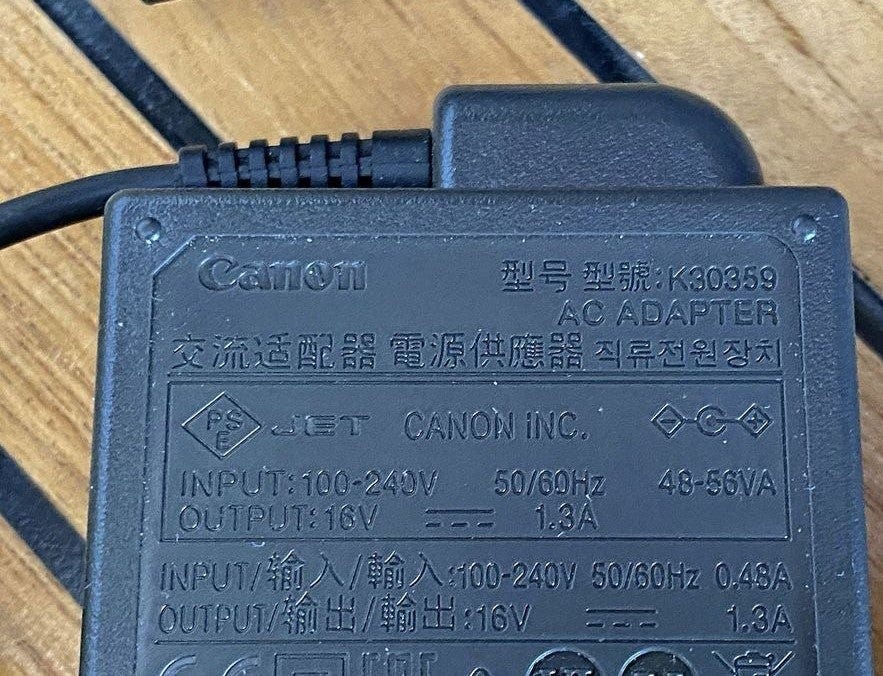 Canon 型号 型號:K30359
AC ADAPTER
交流适配器 電源供應器 직류전원장치
PS E JET CANON INC.
INPUT:100-240V 50/60Hz 48-56VA
OUTPUT:16V 1.3A
INPUT/输入/輸入:100-240V 50/60Hz 0.48A
OUTPUT/输出/輸出:16V 1.3A